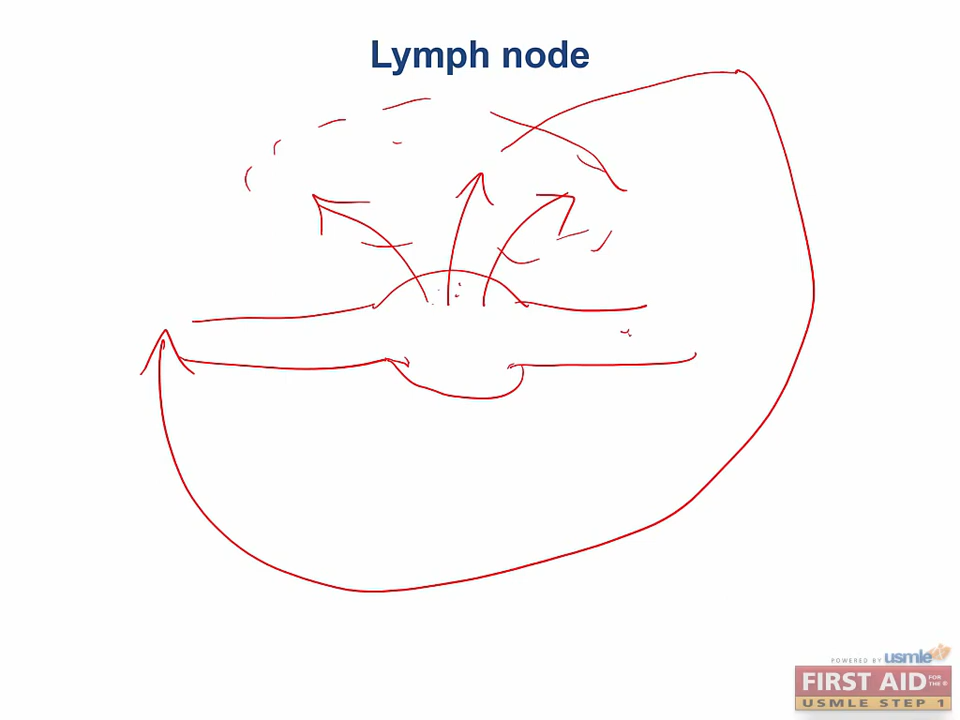 Lymph node
POWERED BY usmle
FIRST AID FOR THE ®
USMLE STEP 1